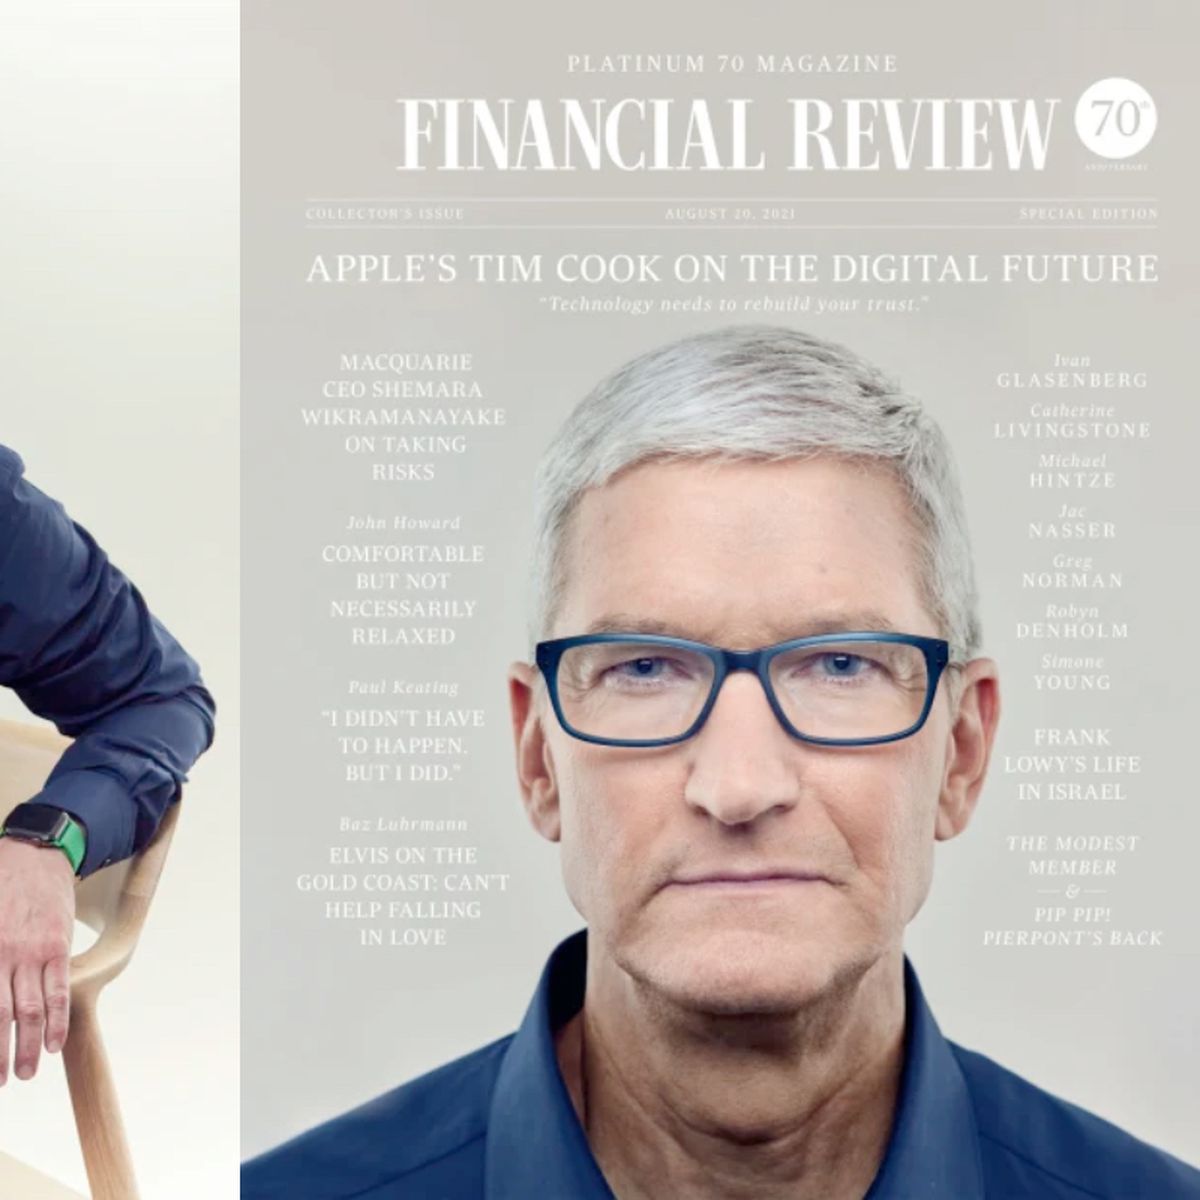 PLATINUM 70 MAGAZINE
FINANCIAL REVIEW
70th
ANNIVERSARY
COLLECTOR'S ISSUE
AUGUST 20, 2021
SPECIAL EDITION
APPLE'S TIM COOK ON THE DIGITAL FUTURE
"Technology needs to rebuild your trust."
MACQUARIE
CEO SHEMARA
WIKRAMANAYAKE
ON TAKING
RISKS
John Howard
COMFORTABLE
BUT NOT
NECESSARILY
RELAXED
Paul Keating
"I DIDN'T HAVE
TO HAPPEN.
BUT I DID."
Baz Luhrmann
ELVIS ON THE
GOLD COAST: CAN'T
HELP FALLING
IN LOVE
Ivan
GLASENBERG
Catherine
LIVINGSTONE
Michael
HINTZE
Jac
NASSER
Greg
NORMAN
Robyn
DENHOLM
Simone
YOUNG
FRANK
LOWY'S LIFE
IN ISRAEL
THE MODEST
MEMBER
&
PIP PIP!
PIERPONT'S BACK